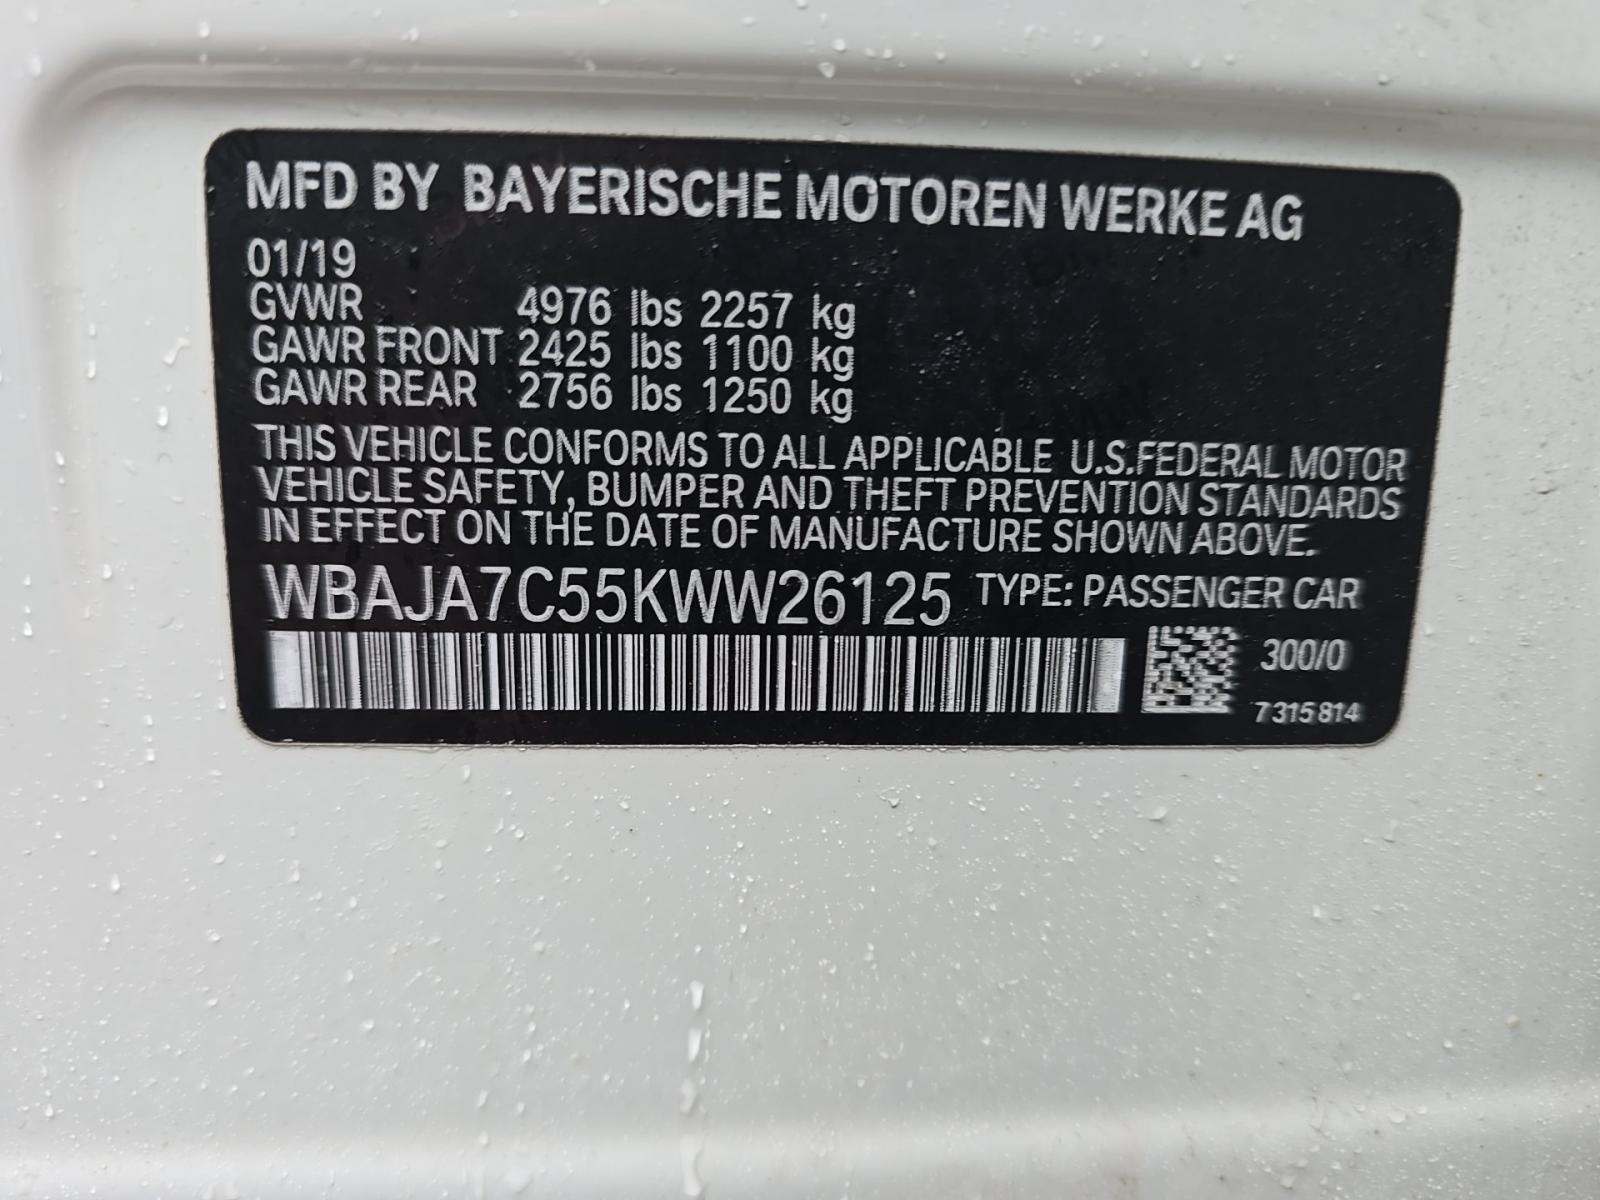 MFD BY BAYERISCHE MOTOREN WERKE AG
01/19
GVWR 4976 lbs 2257 kg
GAWR FRONT 2425 lbs 1100 kg
GAWR REAR 2756 lbs 1250 kg
THIS VEHICLE CONFORMS TO ALL APPLICABLE U.S.FEDERAL MOTOR
VEHICLE SAFETY, BUMPER AND THEFT PREVENTION STANDARDS
IN EFFECT ON THE DATE OF MANUFACTURE SHOWN ABOVE.
WBAJA7C55KWW26125 TYPE: PASSENGER CAR
300/0
7315814